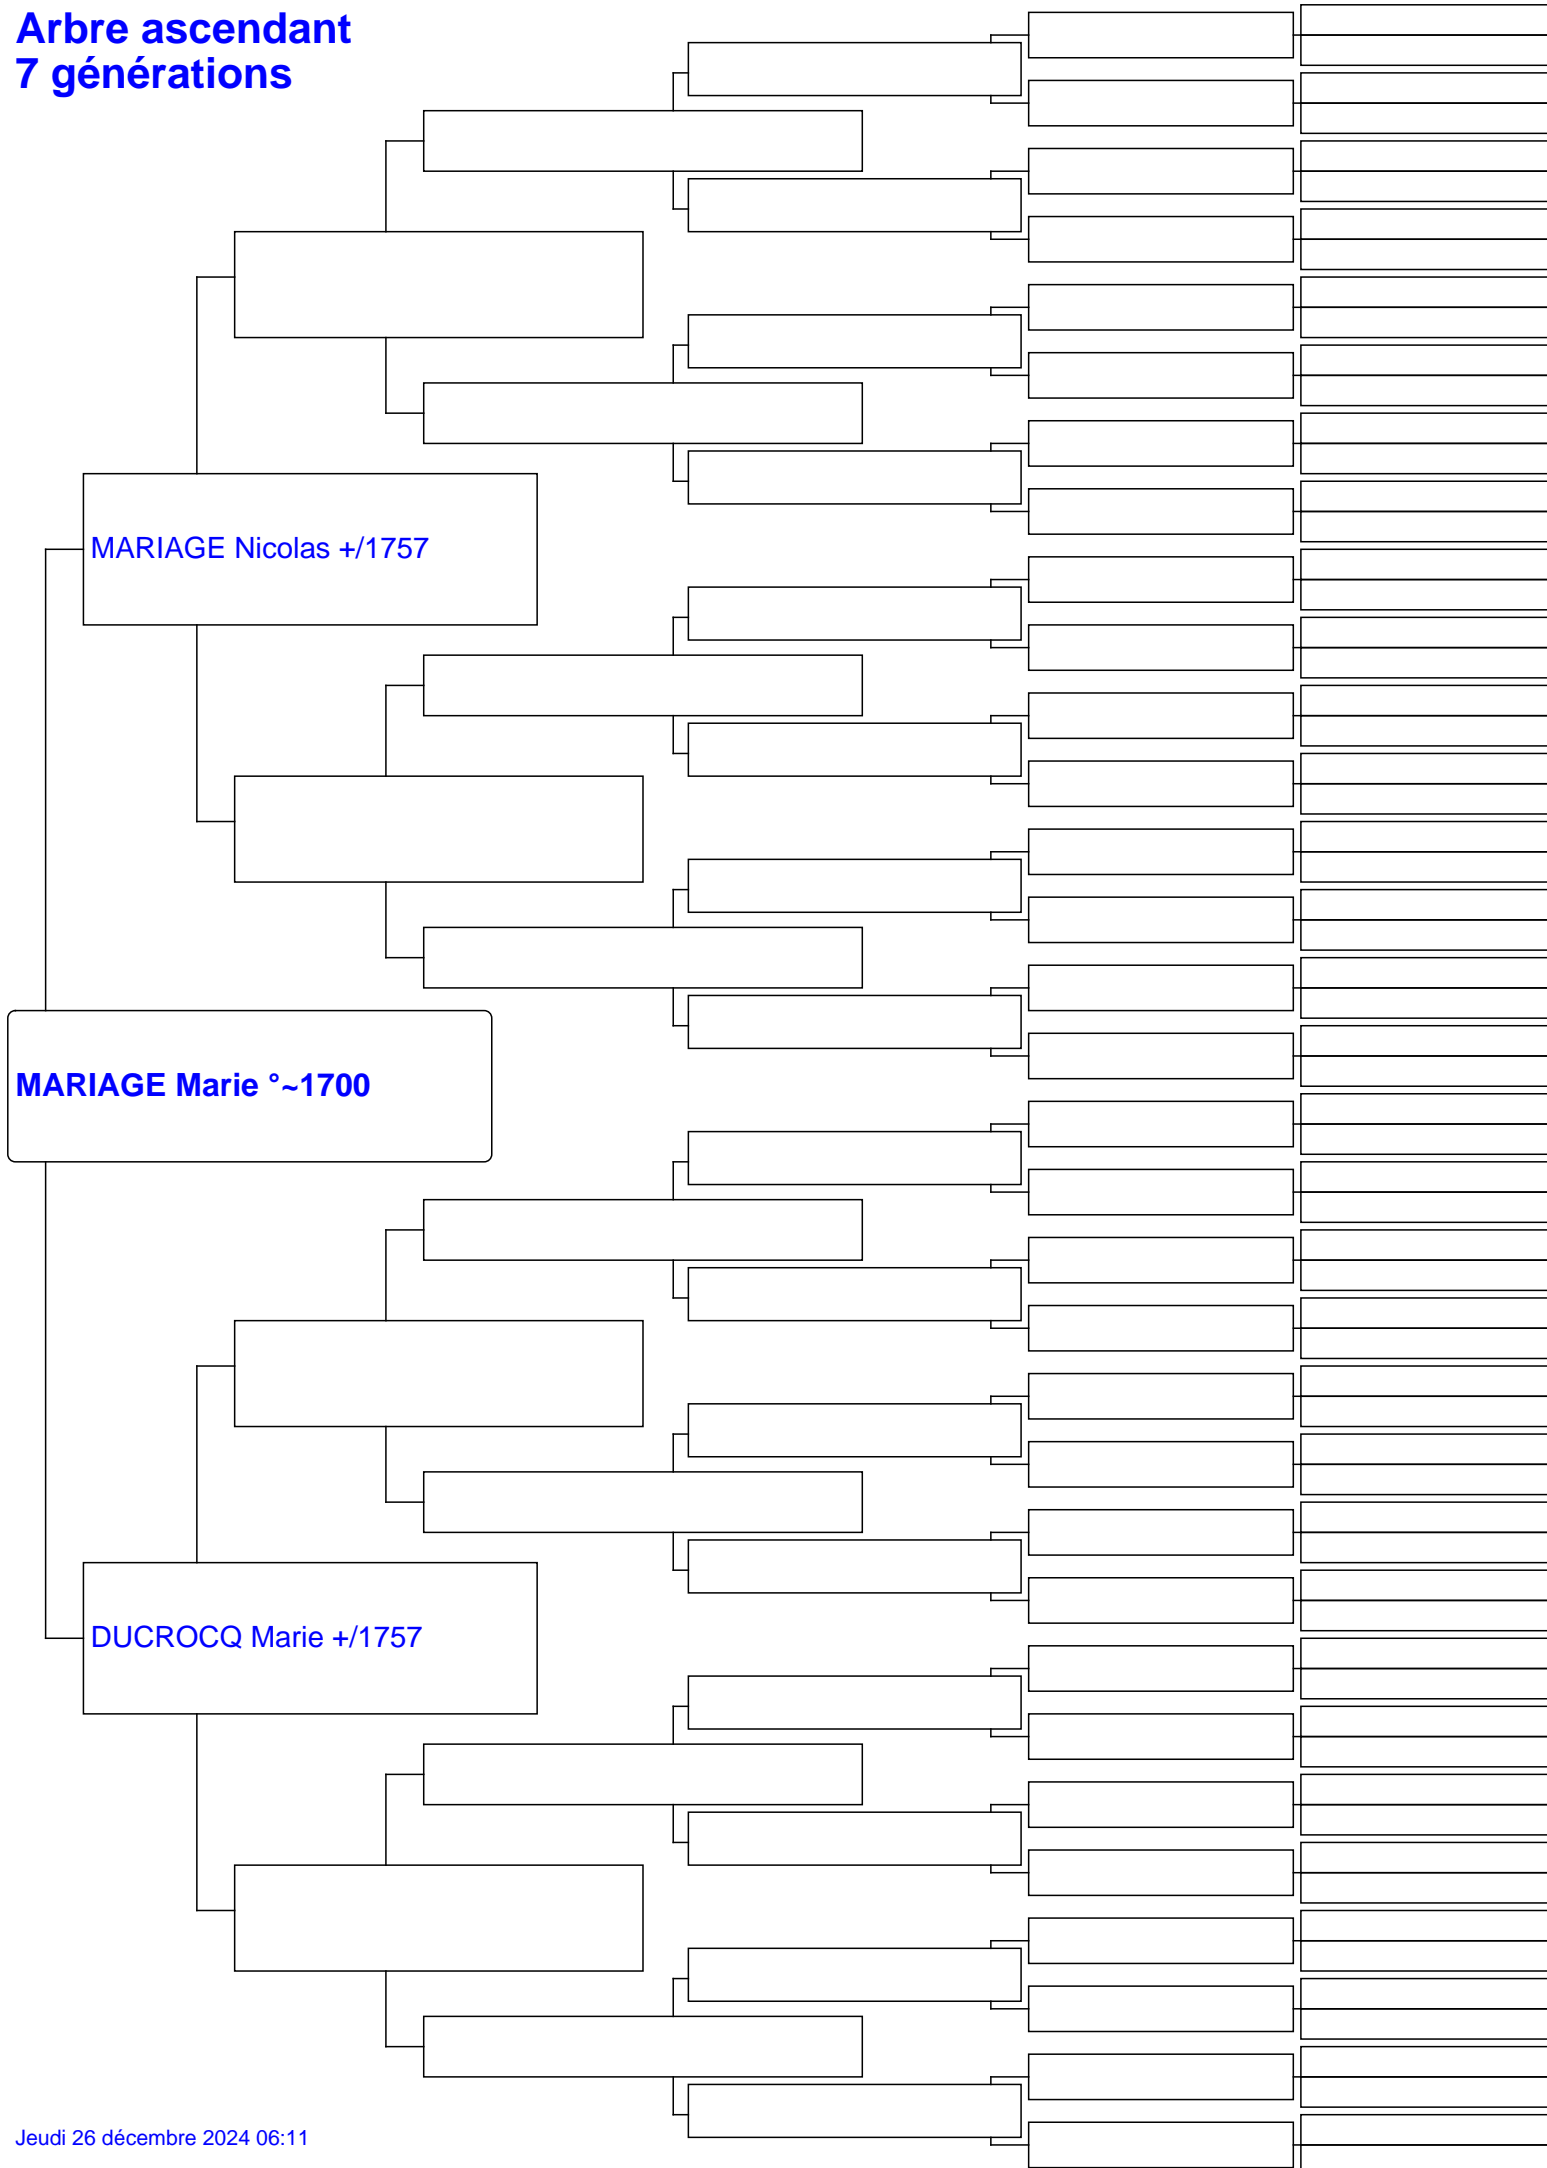 Arbre ascendant
7 générations
MARIAGE Nicolas +/1757
MARIAGE Marie °~1700
DUCROCQ Marie +/1757
Jeudi 26 décembre 2024 06:11